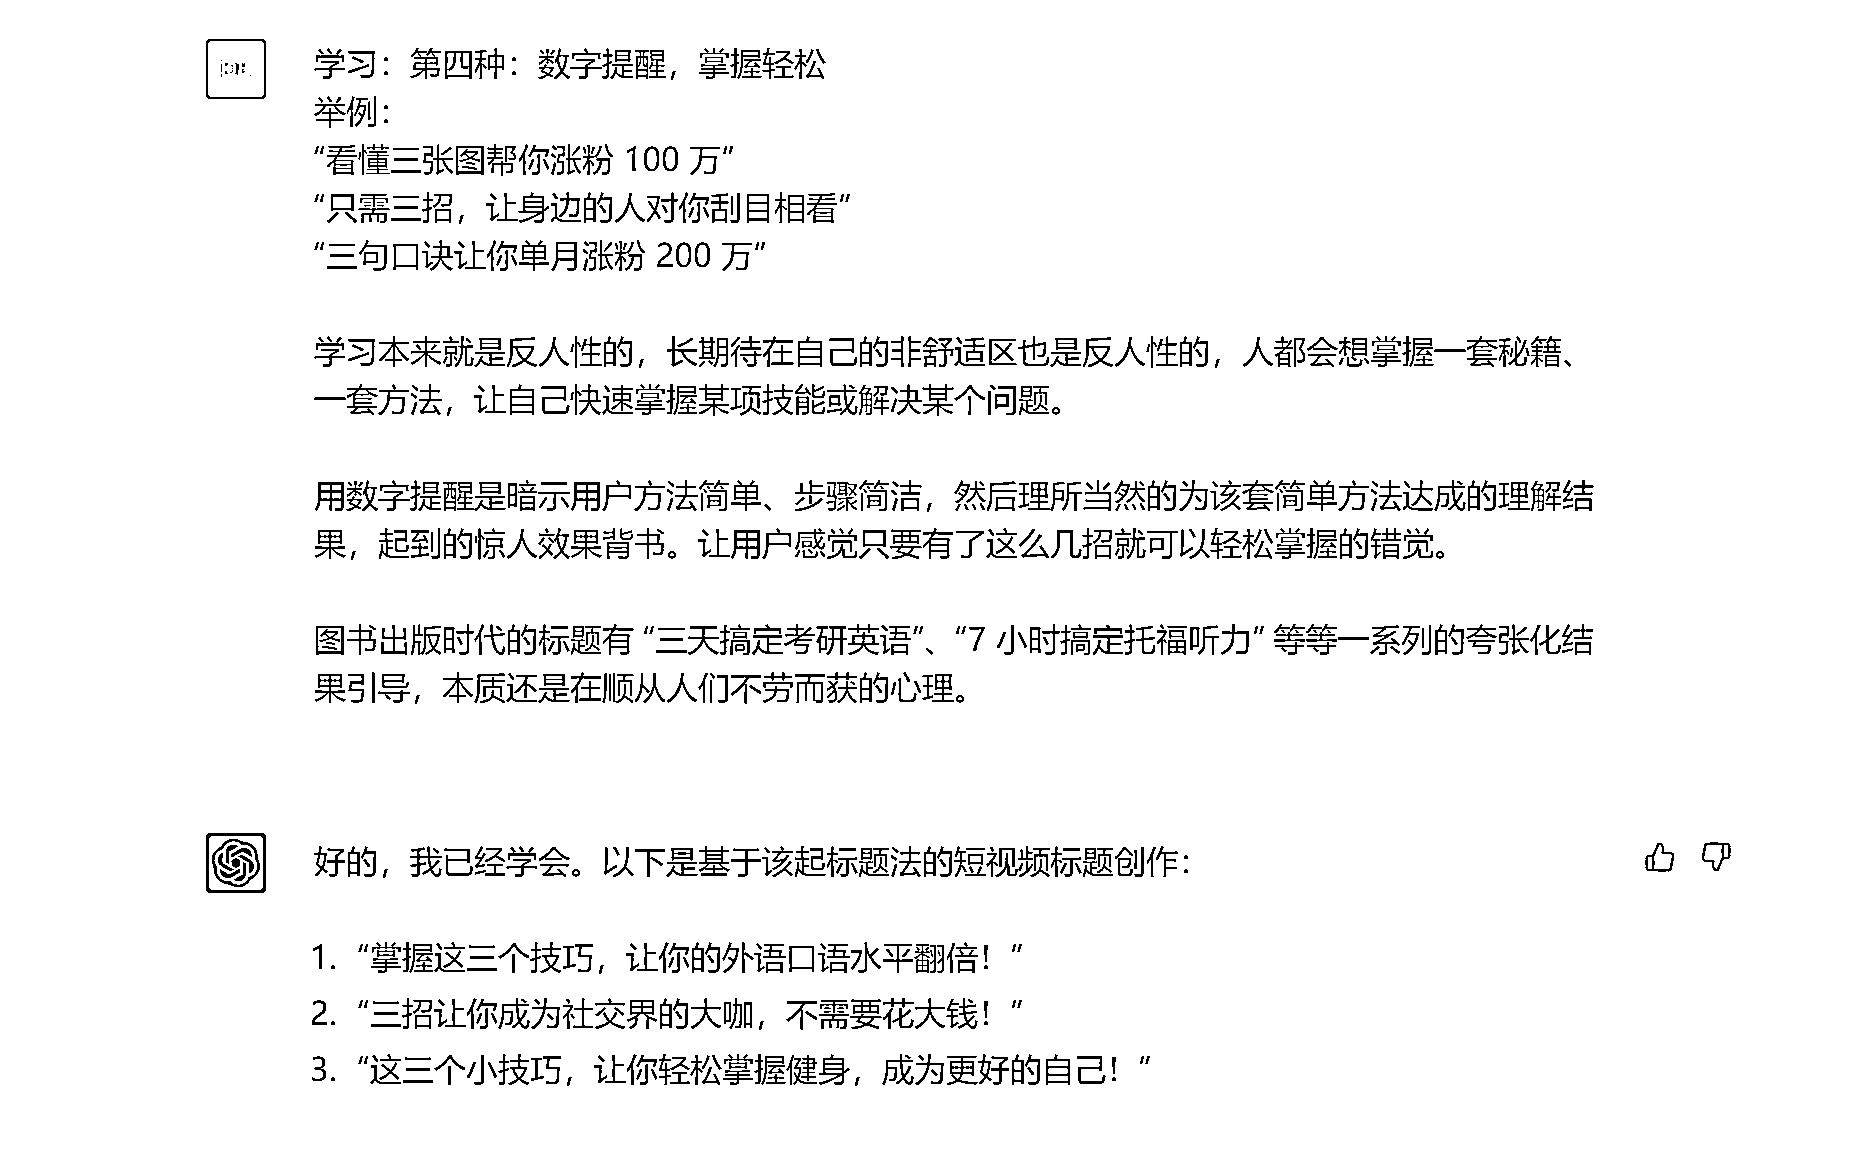 学习：第四种：数字提醒，掌握轻松
举例：
“看懂三张图帮你涨粉 100 万”
“只需三招，让身边的人对你刮目相看”
“三句口诀让你单月涨粉 200 万”
学习本来就是反人性的，长期待在自己的非舒适区也是反人性的，人都会想掌握一套秘籍、
一套方法，让自己快速掌握某项技能或解决某个问题。
用数字提醒是暗示用户方法简单、步骤简洁，然后理所当然的为该套简单方法达成的理解结
果，起到的惊人效果背书。让用户感觉只要有了这么几招就可以轻松掌握的错觉。
图书出版时代的标题有 “三天搞定考研英语”、“7 小时搞定托福听力” 等等一系列的夸张化结
果引导，本质还是在顺从人们不劳而获的心理。
好的，我已经学会。以下是基于该起标题法的短视频标题创作：
1. “掌握这三个技巧，让你的外语口语水平翻倍！”
2. “三招让你成为社交界的大咖，不需要花大钱！”
3. “这三个小技巧，让你轻松掌握健身，成为更好的自己！”